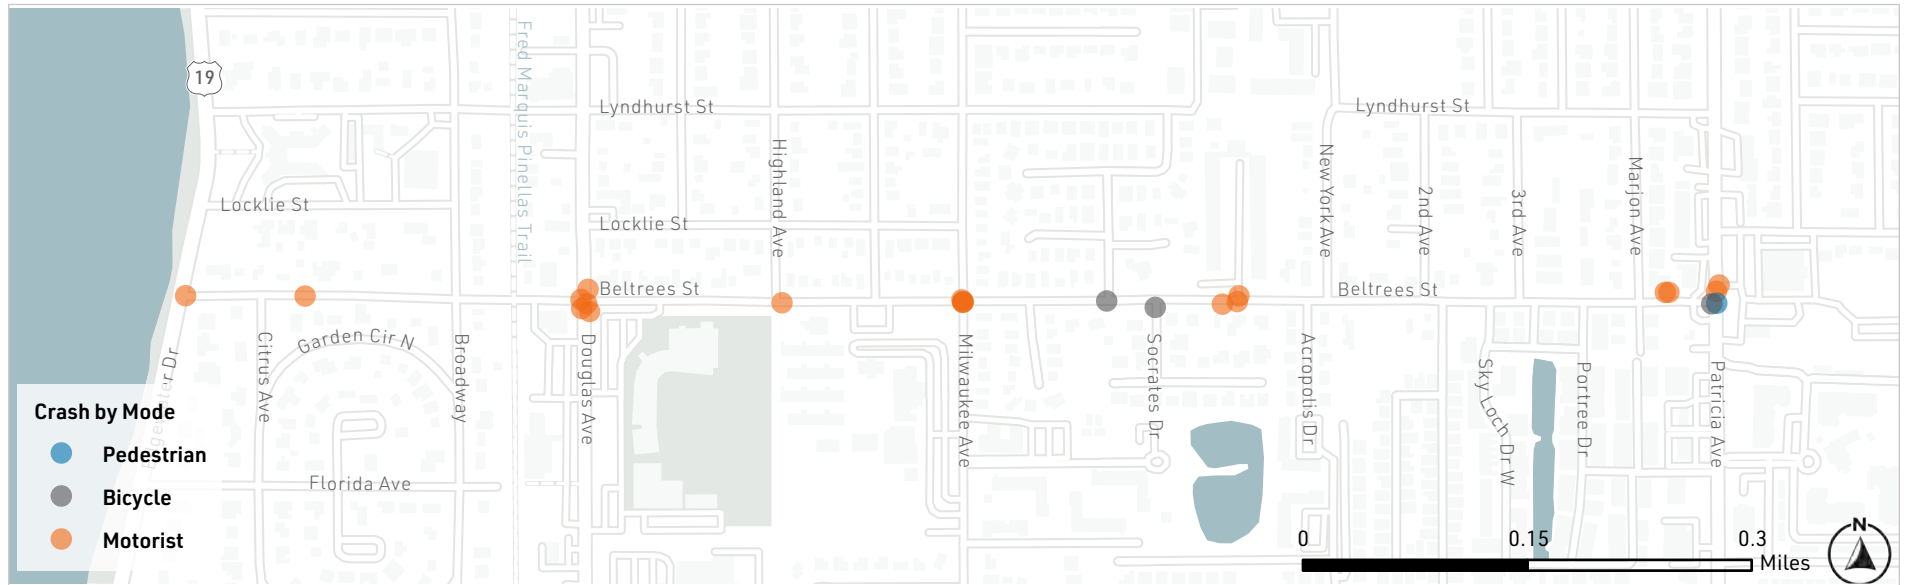 19
Fred Marquis Pinellas Trail
Lyndhurst St
Lyndhurst St
Highland Ave
New York Ave
Marjon Ave
2nd Ave
3rd Ave
Locklie St
Locklie St
Beltrees St
Beltrees St
Edgewater Dr
Citrus Ave
Garden Cir N
Broadway
Douglas Ave
Milwaukee Ave
Socrates Dr
Acropolis Dr
Sky Loch Dr W
Portree Dr
Patricia Ave
Florida Ave
Crash by Mode
Pedestrian
Bicycle
Motorist
0 0.15 0.3
Miles
N